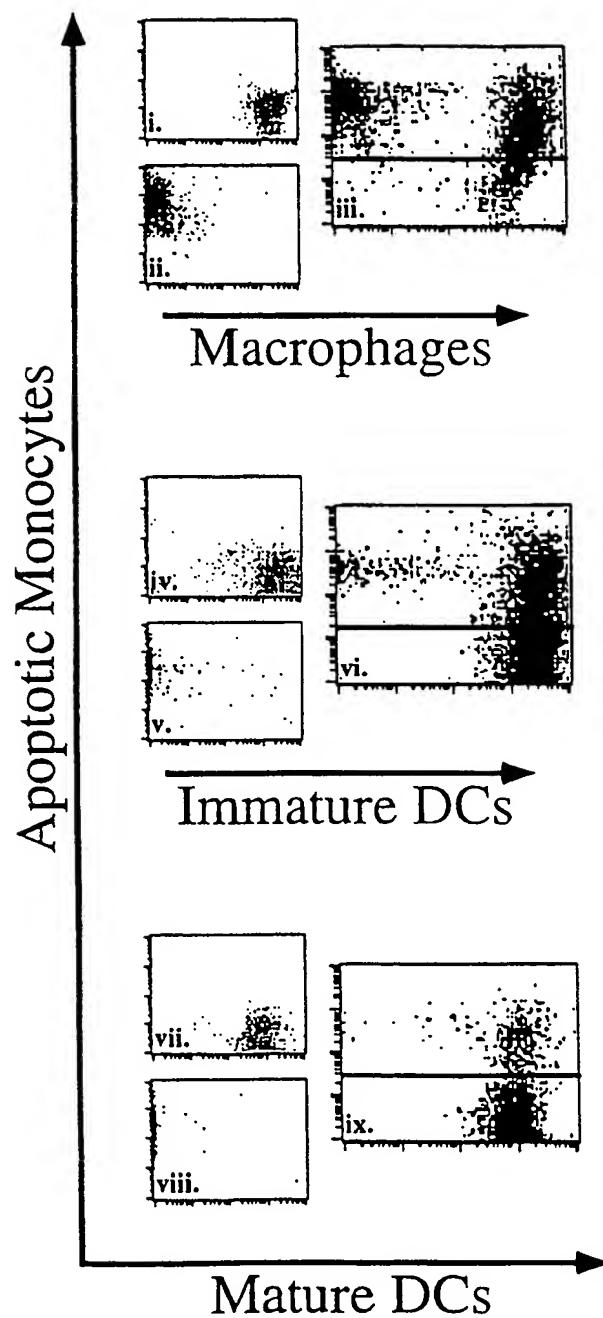 i.
ii.
iii.
Macrophages
iv.
v.
vi.
Immature DCs
vii.
viii.
ix.
Mature DCs
Apoptotic Monocytes